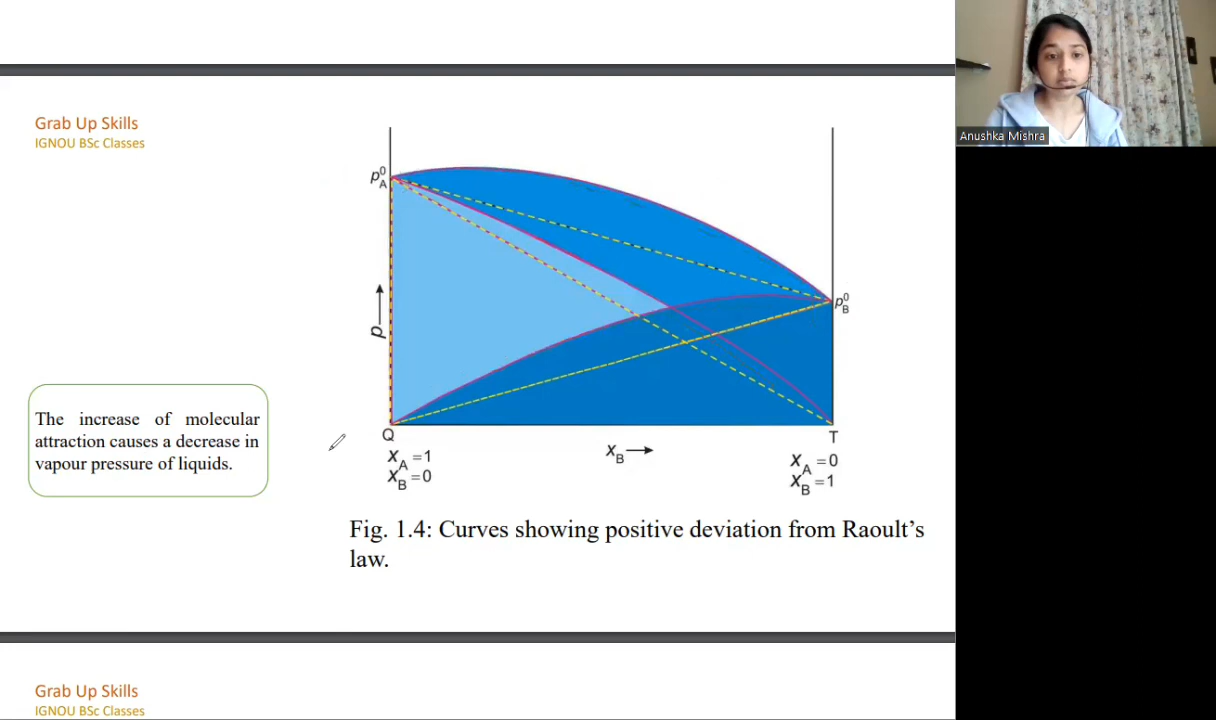 Grab Up Skills
IGNOU BSc Classes
Anushka Mishra
p⁰A
p⁰B
p
The increase of molecular
attraction causes a decrease in
vapour pressure of liquids.
Q
T
XA =1
XB =0
XB
XA =0
XB =1
Fig. 1.4: Curves showing positive deviation from Raoult’s
law.
Grab Up Skills
IGNOU BSc Classes